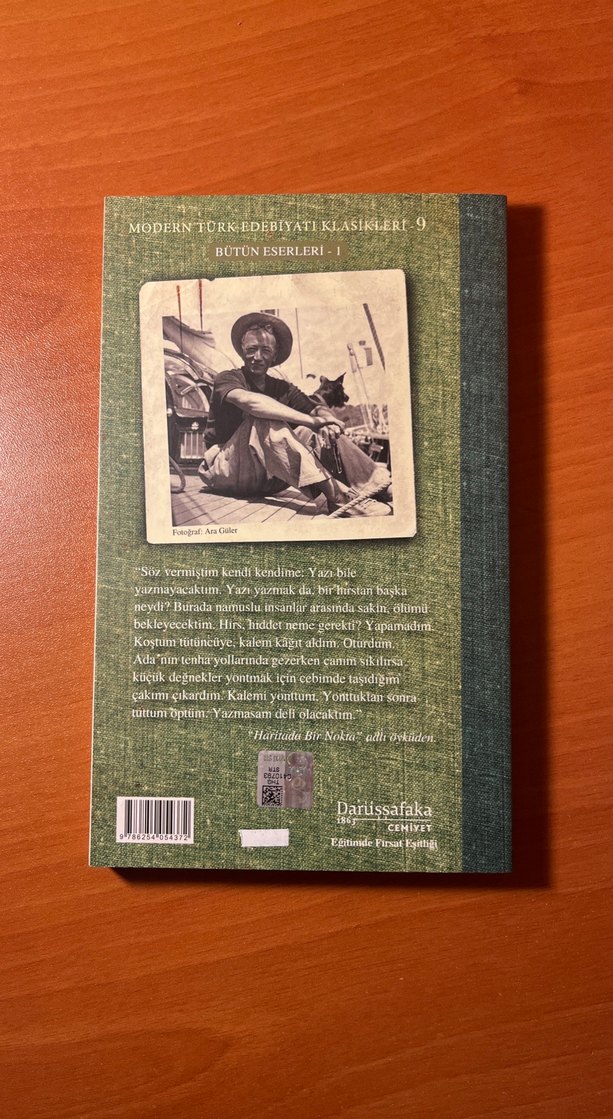 MODERN TÜRK EDEBİYATI KLASİKLERİ - 9
BÜTÜN ESERLERİ - 1
Fotoğraf: Ara Güler
“Söz vermiştim kendi kendime: Yazı bile
yazmayacaktım. Yazı yazmak da, bir hırstan başka
neydi? Burada namuslu insanlar arasında sakin, ölümü
bekleyecektim. Hırs, hiddet neme gerekti? Yapamadım.
Koştum tütüncüye, kalem kâğıt aldım. Oturdum.
Ada’nın tenha yollarında gezerken canım sıkılırsa
küçük değnekler yontmak için cebimde taşıdığım
çakımı çıkardım. Kalemi yonttum. Yonttuktan sonra
tuttum öptüm. Yazmasam deli olacaktım.”
“Haritada Bir Nokta” adlı öyküden.
THG
STR
G410793
Darüşşafaka
1863
CEMİYET
Eğitimde Fırsat Eşitliği
9 786254 054372